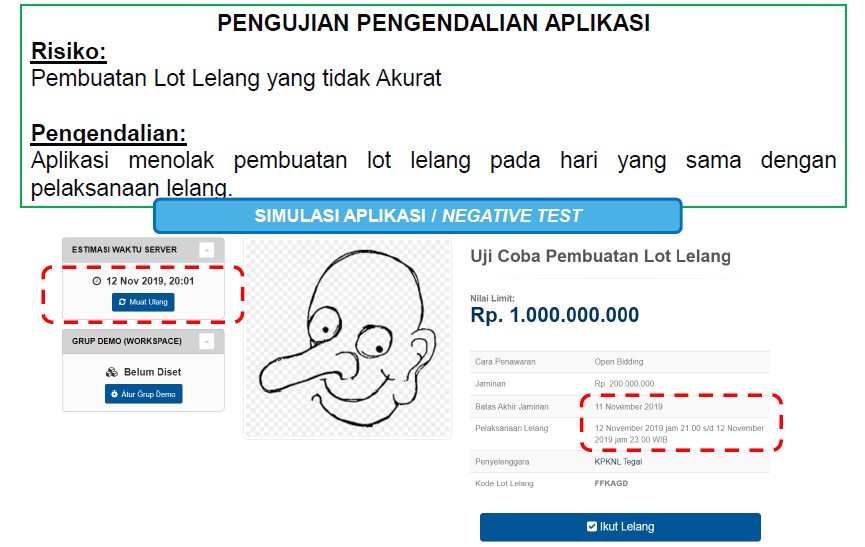 PENGUJIAN PENGENDALIAN APLIKASI
Risiko:
Pembuatan Lot Lelang yang tidak Akurat
Pengendalian:
Aplikasi menolak pembuatan lot lelang pada hari yang sama dengan
pelaksanaan lelang.
SIMULASI APLIKASI / NEGATIVE TEST
ESTIMASI WAKTU SERVER
12 Nov 2019, 20:01
Muat Ulang
GRUP DEMO (WORKSPACE)
Belum Diset
Atur Grup Demo
Uji Coba Pembuatan Lot Lelang
Nilai Limit:
Rp. 1.000.000.000
Cara Penawaran Open Bidding
Jaminan Rp. 200.000.000
Batas Akhir Jaminan 11 November 2019
Pelaksanaan Lelang 12 November 2019 jam 21:00 s/d 12 November
2019 jam 23:00 WIB
Penyelenggara KPKNL Tegal
Kode Lot Lelang FFKAGD
Ikut Lelang